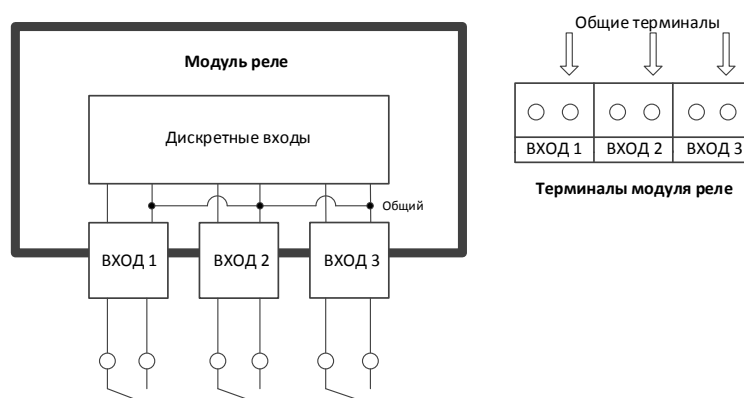 Модуль реле
Дискретные входы
Общий
ВХОД 1
ВХОД 2
ВХОД 3
Общие терминалы
ВХОД 1
ВХОД 2
ВХОД 3
Терминалы модуля реле